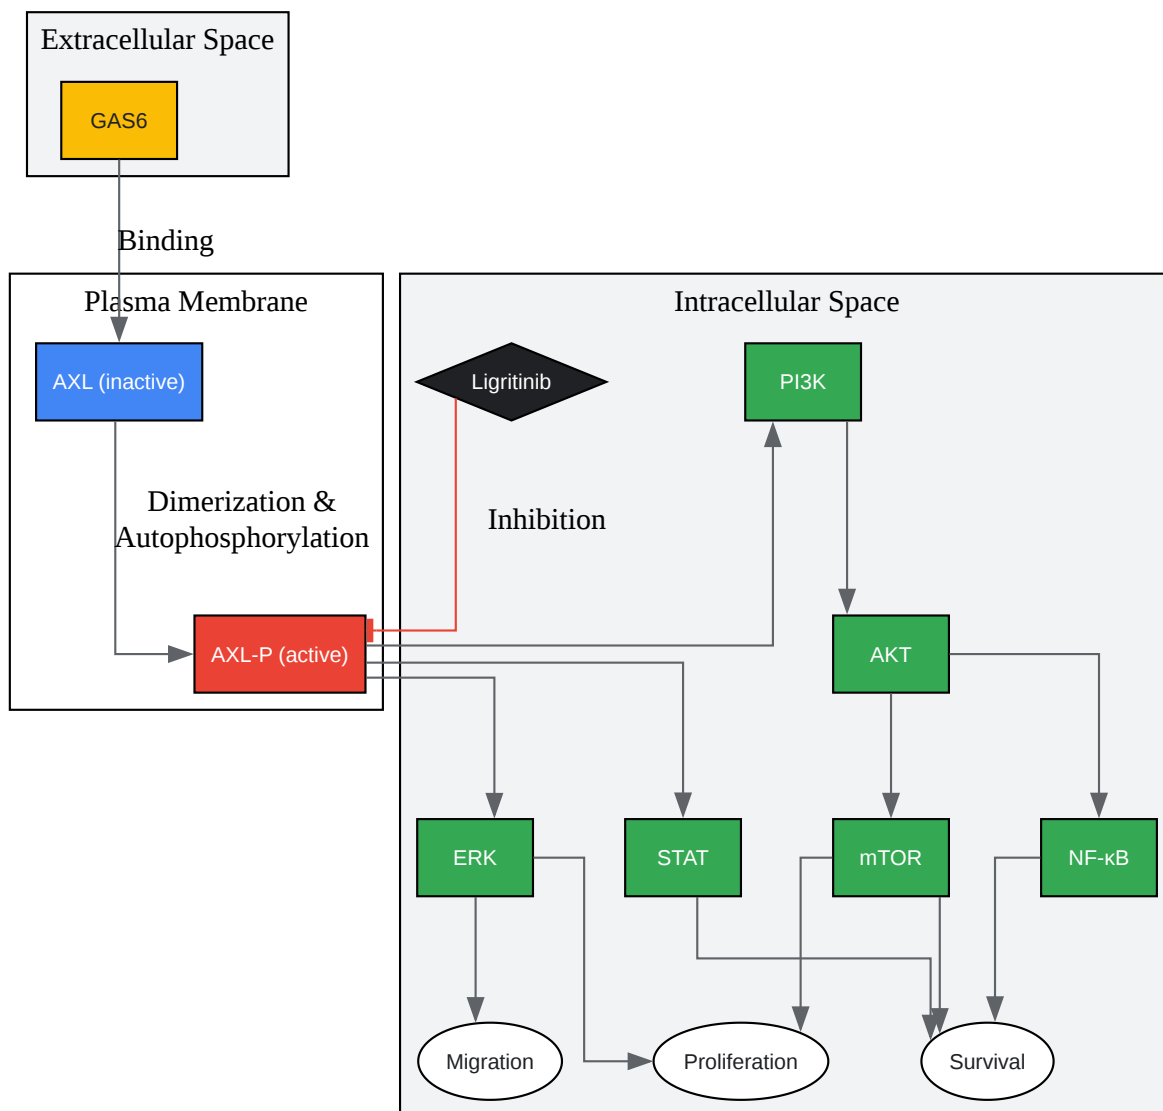 Extracellular Space
GAS6
Binding
Plasma Membrane
Intracellular Space
AXL (inactive)
Ligritinib
PI3K
Dimerization &
Autophosphorylation
Inhibition
AXL-P (active)
AKT
ERK
STAT
mTOR
NF-κB
Migration
Proliferation
Survival